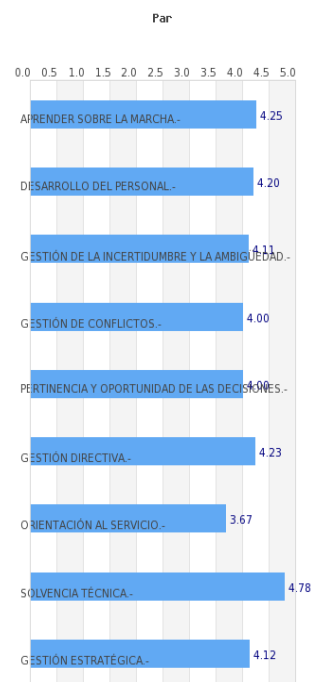 Par
0.0 0.5 1.0 1.5 2.0 2.5 3.0 3.5 4.0 4.5 5.0
APRENDER SOBRE LA MARCHA.- 4.25
DESARROLLO DEL PERSONAL.- 4.20
GESTIÓN DE LA INCERTIDUMBRE Y LA AMBIGÜEDAD.- 4.11
GESTIÓN DE CONFLICTOS.- 4.00
PERTINENCIA Y OPORTUNIDAD DE LAS DECISIONES.- 4.00
GESTIÓN DIRECTIVA.- 4.23
ORIENTACIÓN AL SERVICIO.- 3.67
SOLVENCIA TÉCNICA.- 4.78
GESTIÓN ESTRATÉGICA.- 4.12